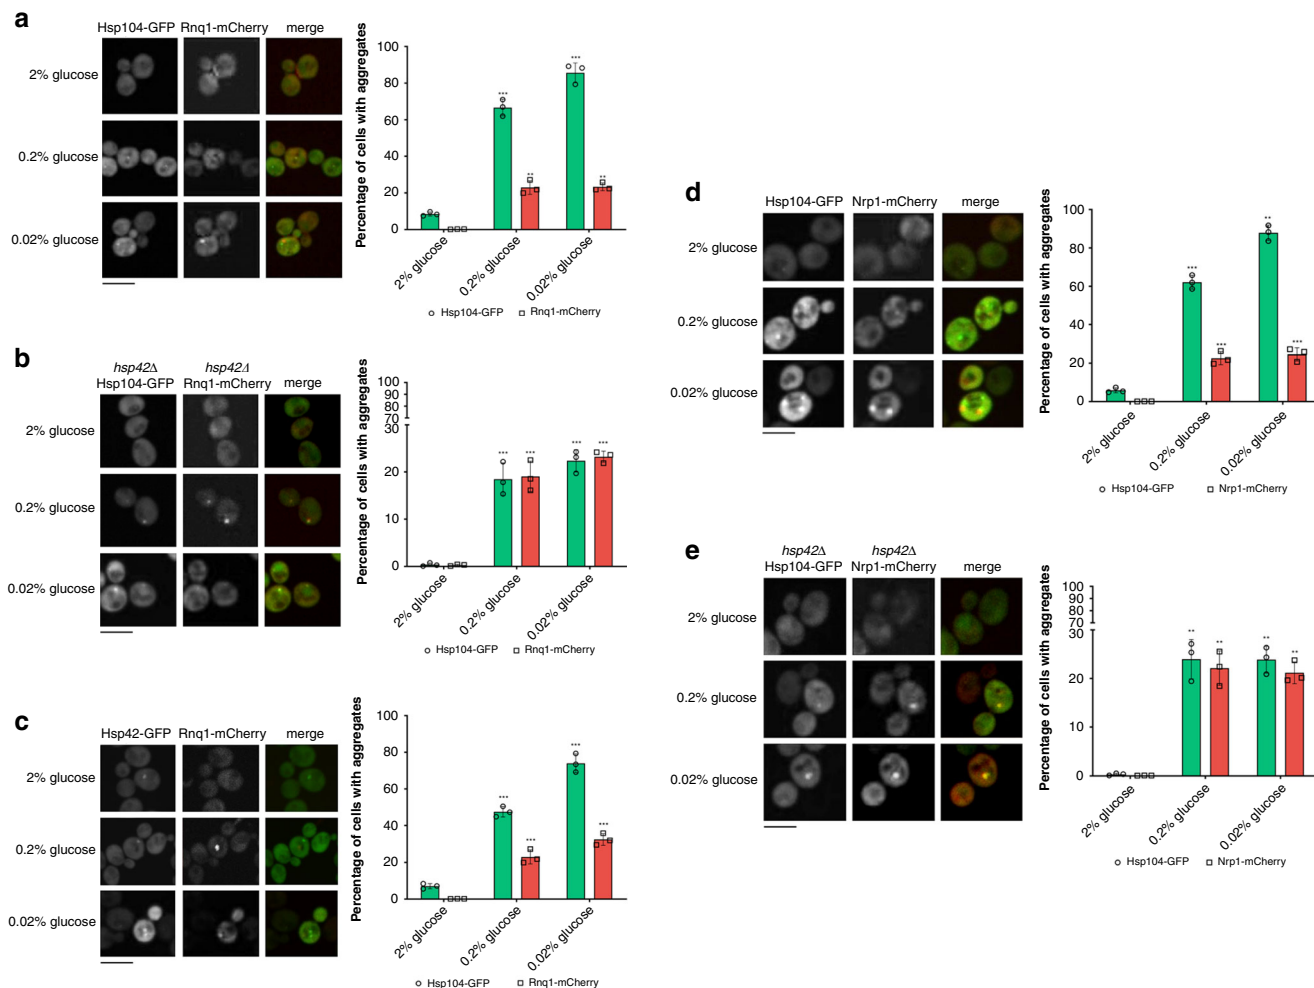 a
Hsp104-GFP Rnq1-mCherry merge
2% glucose
0.2% glucose
0.02% glucose
Percentage of cells with aggregates
100
80
60
40
20
0
*** ** *** **
2% glucose
0.2% glucose
0.02% glucose
Hsp104-GFP Rnq1-mCherry
b
hsp42Δ hsp42Δ
Hsp104-GFP Rnq1-mCherry merge
2% glucose
0.2% glucose
0.02% glucose
Percentage of cells with aggregates
100
90
80
70
30
20
10
0
*** *** *** ***
2% glucose
0.2% glucose
0.02% glucose
Hsp104-GFP Rnq1-mCherry
c
Hsp42-GFP Rnq1-mCherry merge
2% glucose
0.2% glucose
0.02% glucose
Percentage of cells with aggregates
100
80
60
40
20
0
*** *** *** ***
2% glucose
0.2% glucose
0.02% glucose
Hsp104-GFP Rnq1-mCherry
d
Hsp104-GFP Nrp1-mCherry merge
2% glucose
0.2% glucose
0.02% glucose
Percentage of cells with aggregates
100
80
60
40
20
0
*** *** ** ***
2% glucose
0.2% glucose
0.02% glucose
Hsp104-GFP Nrp1-mCherry
e
hsp42Δ hsp42Δ
Hsp104-GFP Nrp1-mCherry merge
2% glucose
0.2% glucose
0.02% glucose
Percentage of cells with aggregates
100
90
80
70
30
20
10
0
** ** ** **
2% glucose
0.2% glucose
0.02% glucose
Hsp104-GFP Nrp1-mCherry